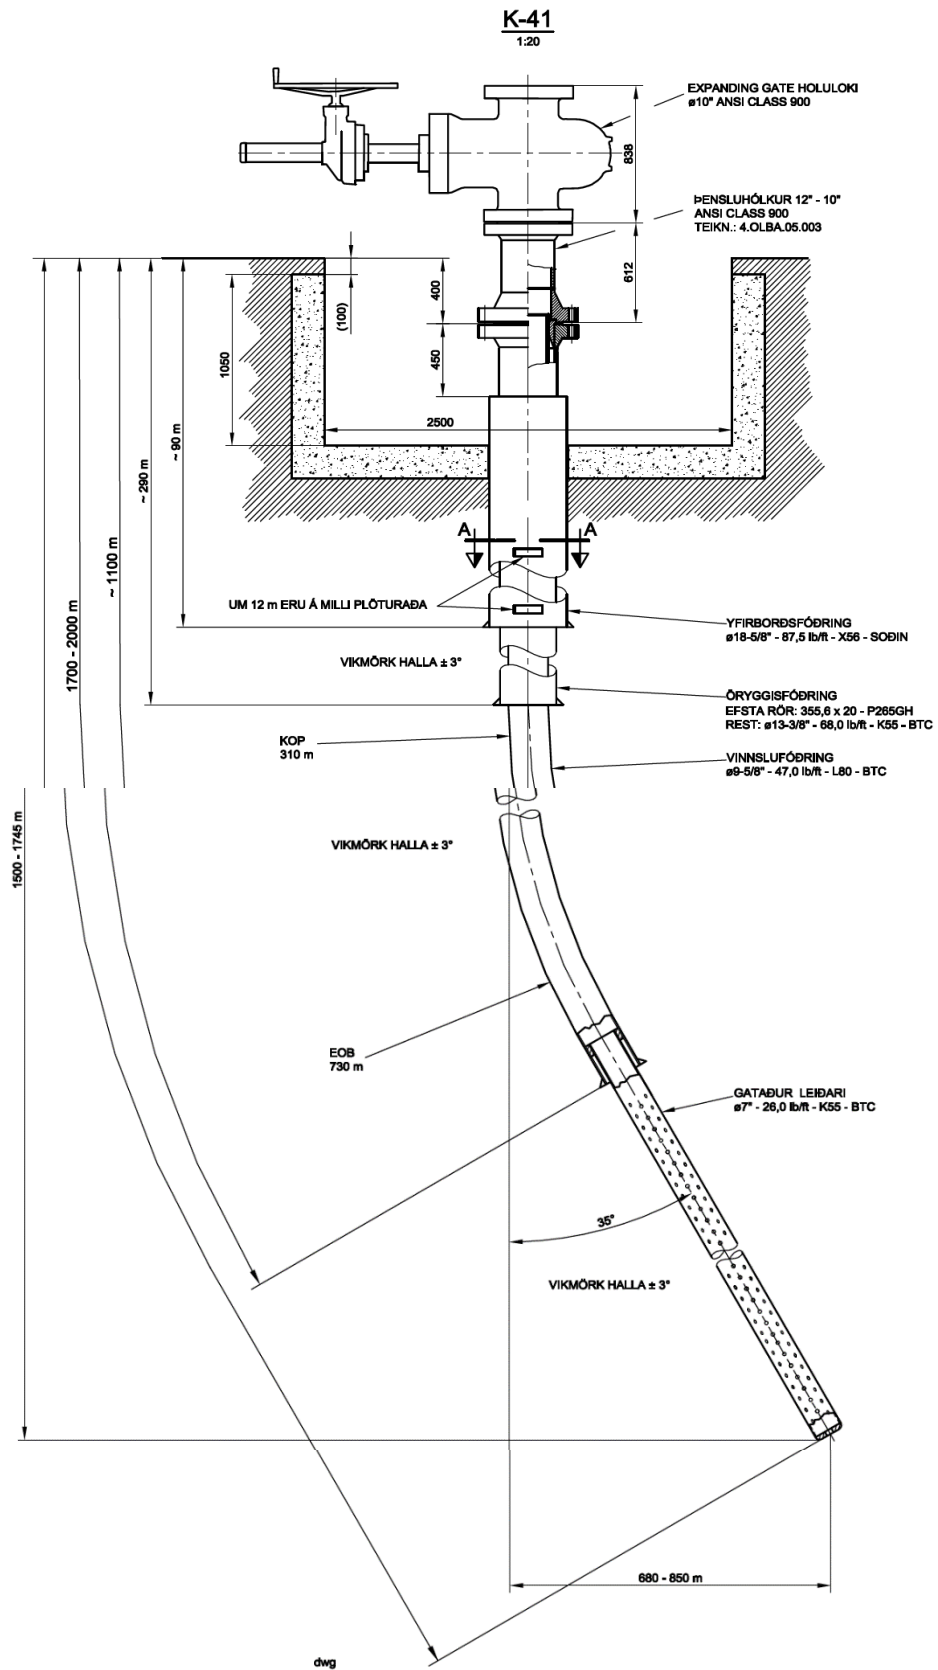 K-41
1:20
EXPANDING GATE HOLULOKI
ø10" ANSI CLASS 900
838
ÞENSLUHÓLKUR 12" - 10"
ANSI CLASS 900
TEIKN.: 4.OLBA.05.003
612
400
(100)
450
1050
2500
~ 90 m
~ 290 m
~ 1100 m
1700 - 2000 m
A
A
UM 12 m ERU Á MILLI PLÖTURAÐA
YFIRBORÐSFÓÐRING
ø18-5/8" - 87,5 lb/ft - X56 - SOÐIN
VIKMÖRK HALLA ± 3°
ÖRYGGISFÓÐRING
EFSTA RÖR: 355,6 x 20 - P265GH
REST: ø13-3/8" - 68,0 lb/ft - K55 - BTC
KOP
310 m
VINNSLUFÓÐRING
ø9-5/8" - 47,0 lb/ft - L80 - BTC
1500 - 1745 m
VIKMÖRK HALLA ± 3°
EOB
730 m
GATAÐUR LEIÐARI
ø7" - 26,0 lb/ft - K55 - BTC
35°
VIKMÖRK HALLA ± 3°
680 - 850 m
dwg